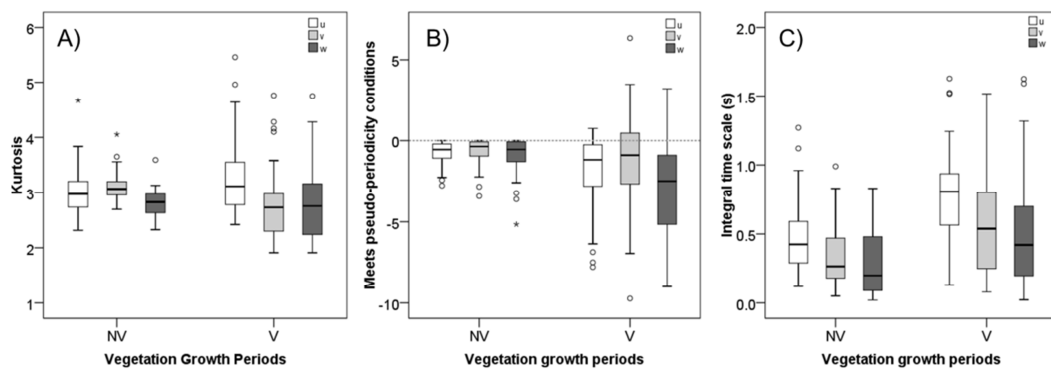 A)
u
v
w
Kurtosis
6
5
4
3
2
1
NV
V
Vegetation Growth Periods
B)
u
v
w
Meets pseudo-periodicity conditions
5
0
-5
-10
NV
V
Vegetation growth periods
C)
u
v
w
Integral time scale (s)
2.0
1.5
1.0
0.5
0.0
NV
V
Vegetation growth periods